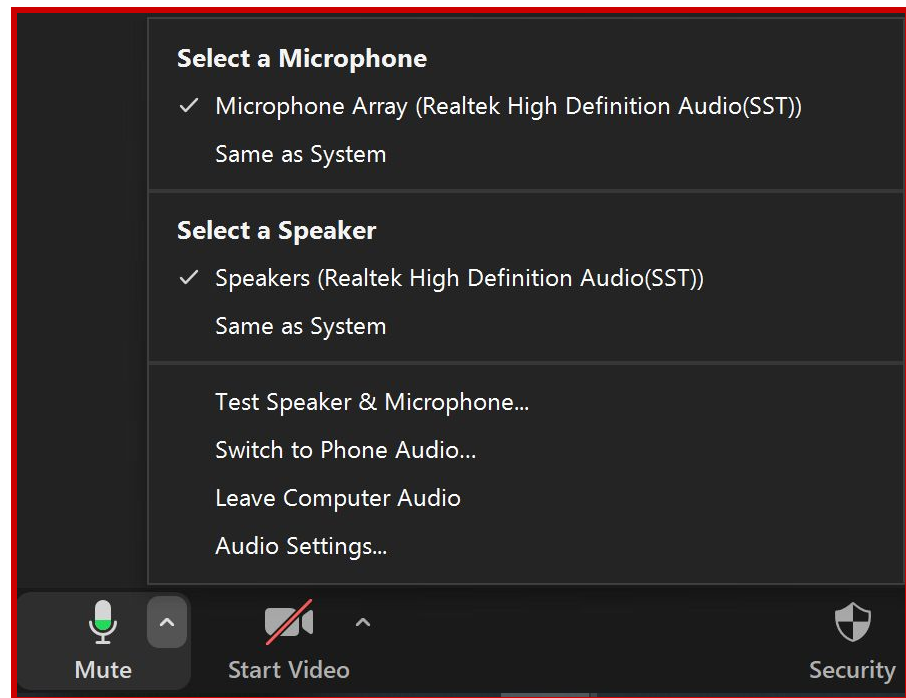 Select a Microphone
Microphone Array (Realtek High Definition Audio(SST))
Same as System
Select a Speaker
Speakers (Realtek High Definition Audio(SST))
Same as System
Test Speaker & Microphone...
Switch to Phone Audio...
Leave Computer Audio
Audio Settings...
Mute
Start Video
Security